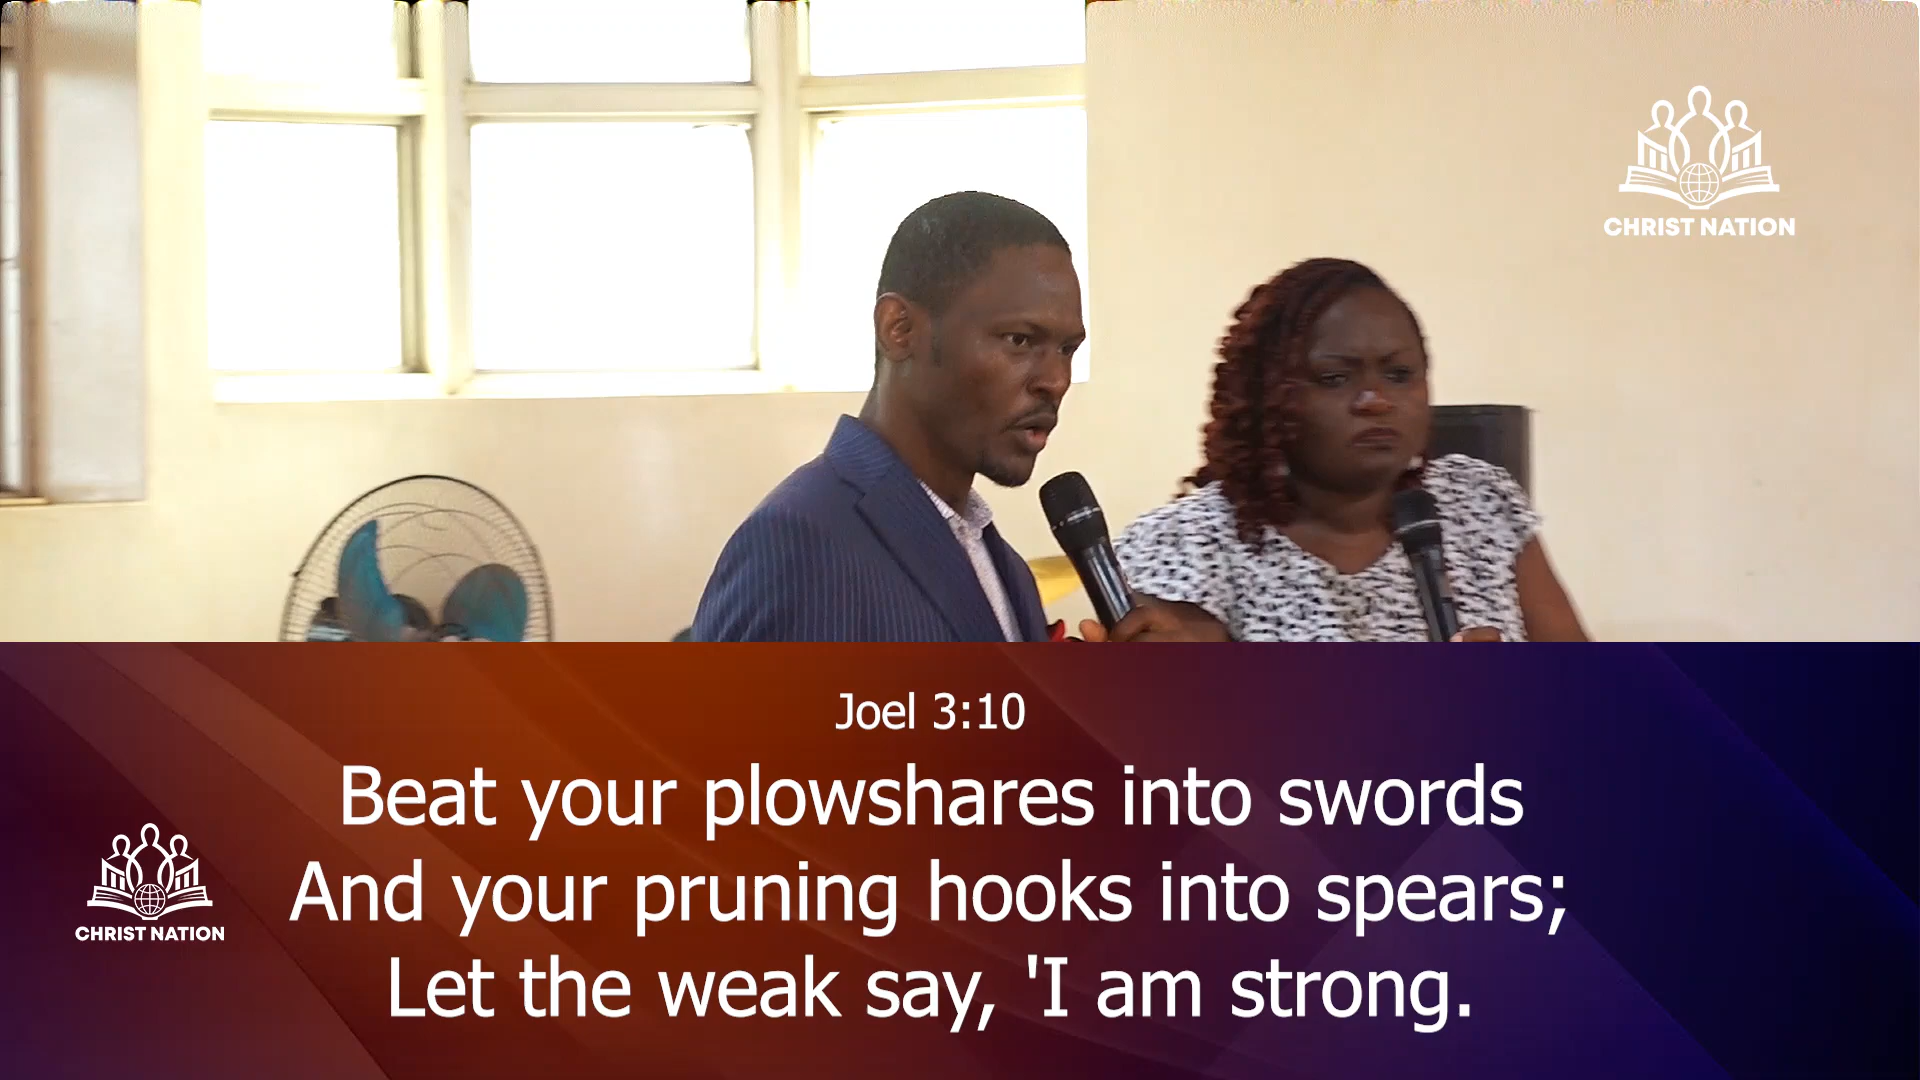 CHRIST NATION
Joel 3:10
Beat your plowshares into swords
And your pruning hooks into spears;
Let the weak say, 'I am strong.
CHRIST NATION